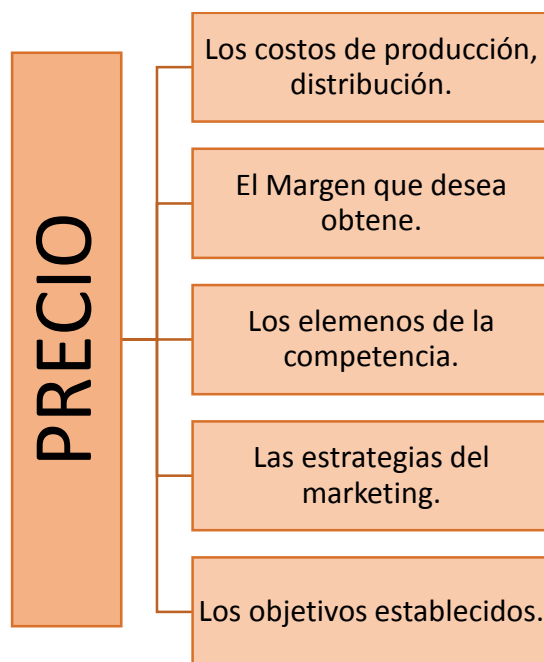 PRECIO
Los costos de producción,
distribución.
El Margen que desea
obtene.
Los elemenos de la
competencia.
Las estrategias del
marketing.
Los objetivos establecidos.